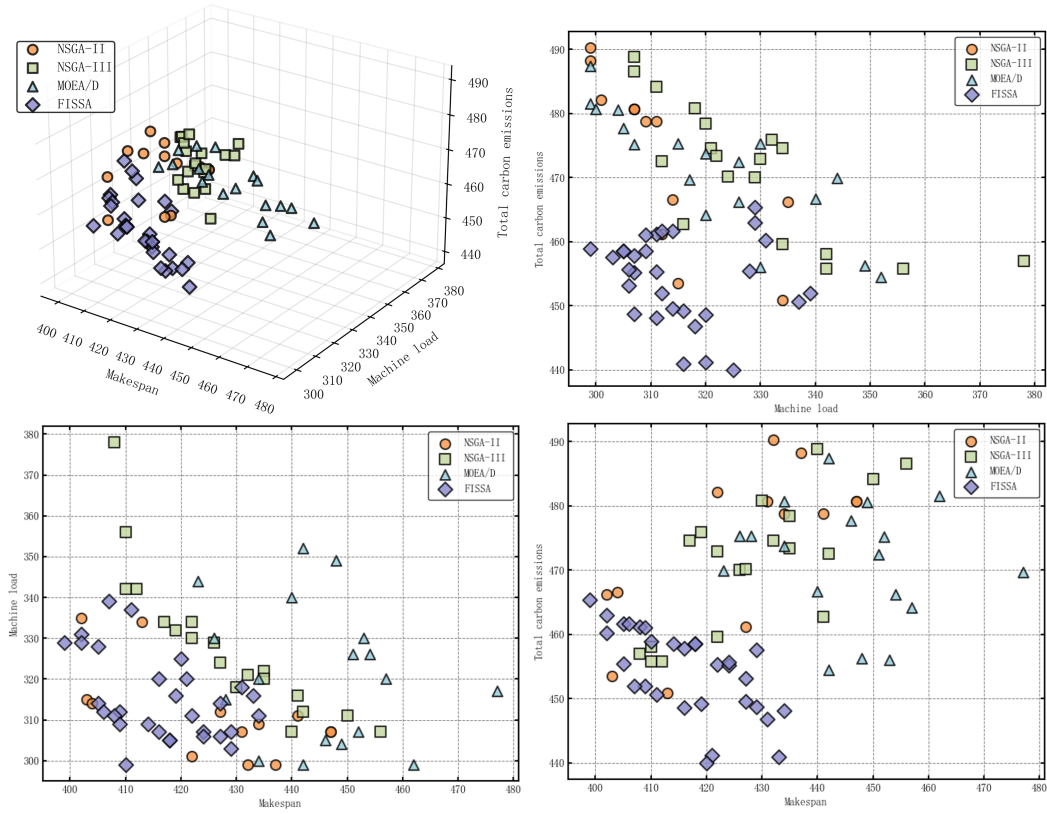 NSGA-II
NSGA-III
MOEA/D
FISSA
490
480
470
460
450
440
Total carbon emissions
400 410 420 430 440 450 460 470 480
Makespan
300 310 320 330 340 350 360 370 380
Machine load
NSGA-II
NSGA-III
MOEA/D
FISSA
490
480
470
460
450
440
Total carbon emissions
300 310 320 330 340 350 360 370 380
Machine load
NSGA-II
NSGA-III
MOEA/D
FISSA
380
370
360
350
340
330
320
310
300
Machine load
400 410 420 430 440 450 460 470 480
Makespan
NSGA-II
NSGA-III
MOEA/D
FISSA
490
480
470
460
450
440
Total carbon emissions
400 410 420 430 440 450 460 470 480
Makespan